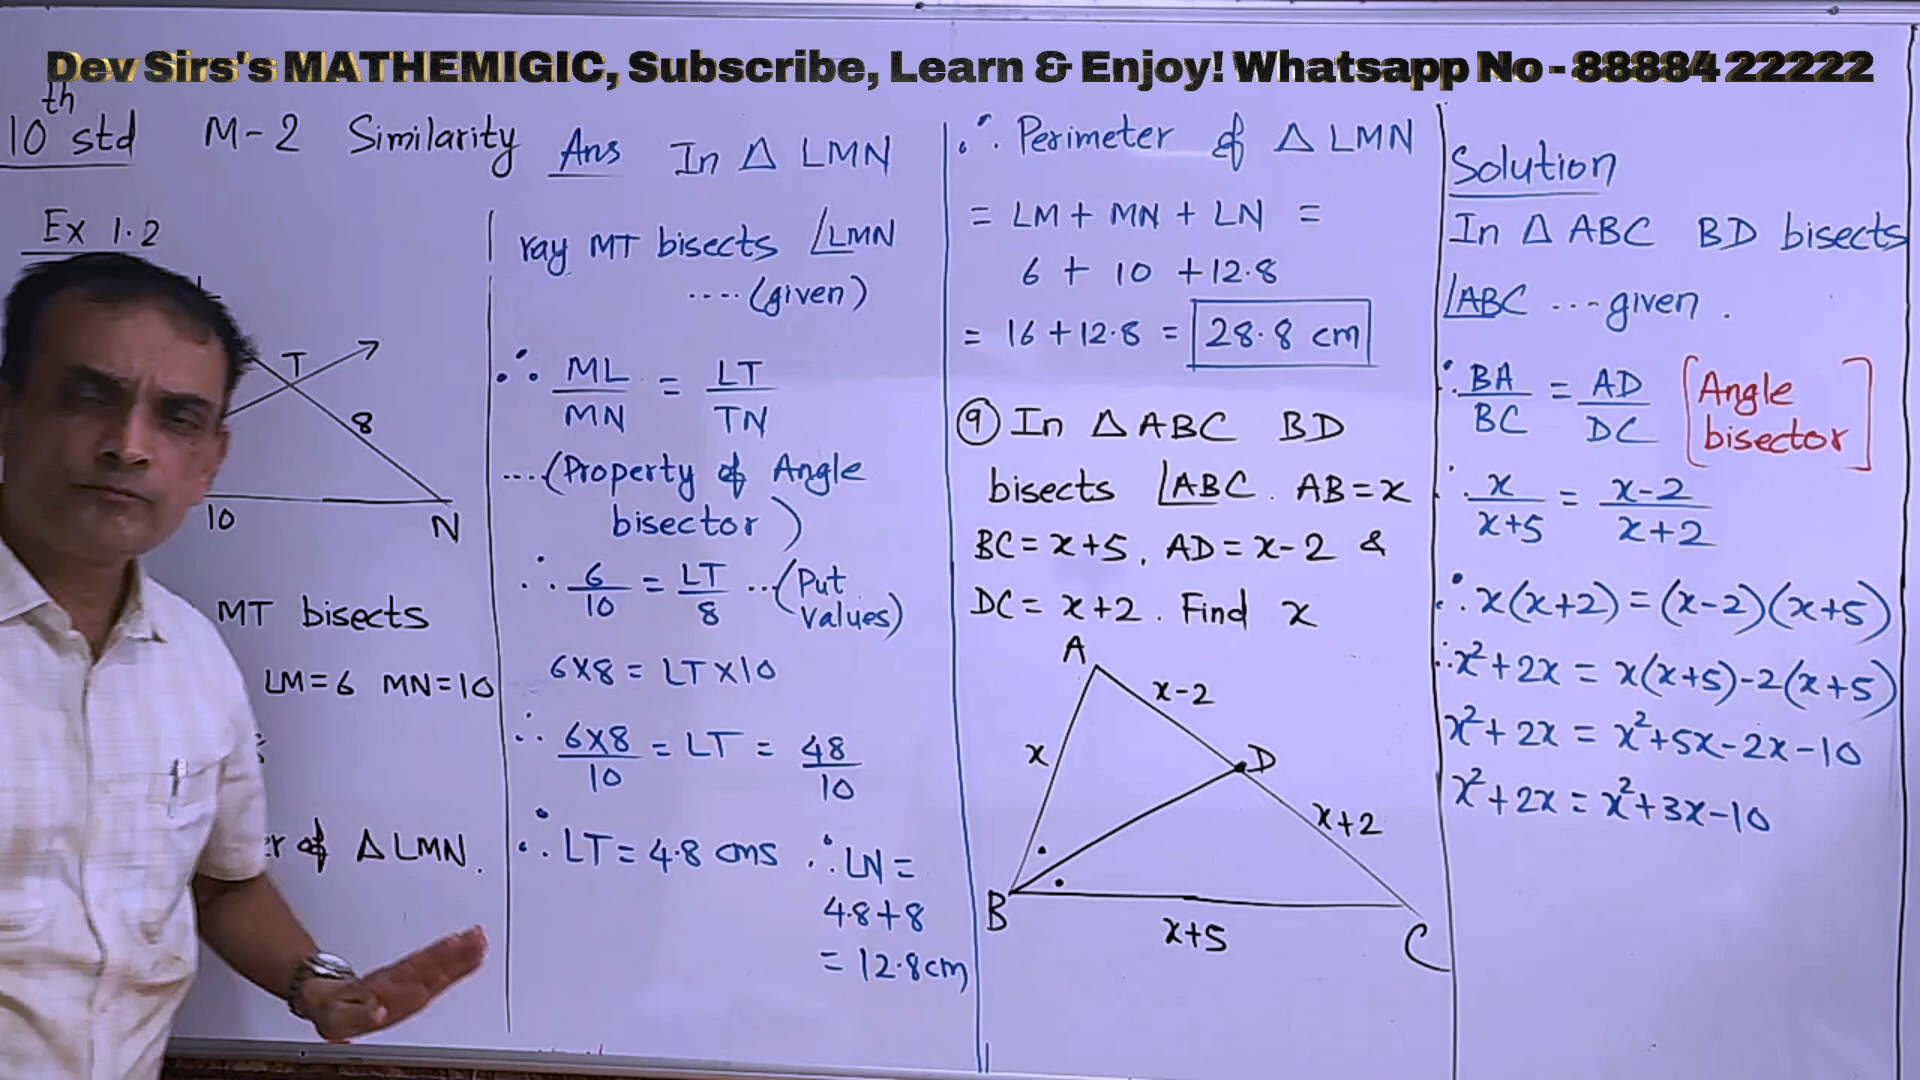 Dev Sirs's MATHEMIGIC, Subscribe, Learn & Enjoy! Whatsapp No - 88884 22222
10th std M-2 Similarity
Ex 1.2
T
8
10
N
MT bisects
LM=6 MN=10
of △LMN.
Ans In △ LMN
ray MT bisects ∠LMN
....(given)
∴ ML/MN = LT/TN
...(Property of Angle
bisector)
∴ 6/10 = LT/8 ...(Put
values)
6×8 = LT×10
∴ 6×8/10 = LT = 48/10
∴ LT = 4.8 cms ∴ LN =
4.8+8
= 12.8cm
∴ Perimeter of △ LMN
= LM + MN + LN =
6 + 10 + 12.8
= 16 + 12.8 = 28.8 cm
(9) In △ ABC BD
bisects ∠ABC. AB = x
BC = x+5, AD = x-2 &
DC = x+2. Find x
A
x-2
x
D
x+2
B
x+5
C
Solution
In △ ABC BD bisects
∠ABC ...given.
∴ BA/BC = AD/DC [Angle
bisector]
∴ x/x+5 = x-2/x+2
∴ x(x+2) = (x-2)(x+5)
∴ x²+2x = x(x+5)-2(x+5)
x²+2x = x²+5x-2x-10
x²+2x = x²+3x-10